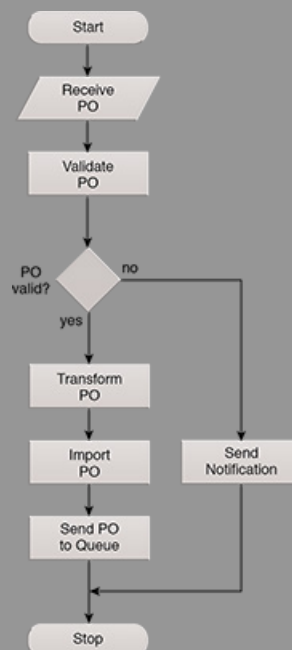 Start
Receive
PO
Validate
PO
PO
valid?
no
yes
Transform
PO
Import
PO
Send
Notification
Send PO
to Queue
Stop